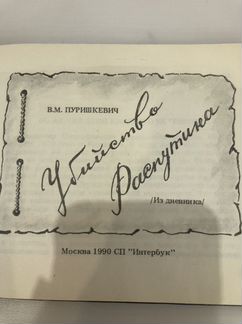 В.М. ПУРИШКЕВИЧ
Убийство
Распутина
/Из дневника/
Москва 1990 СП "Интербук"